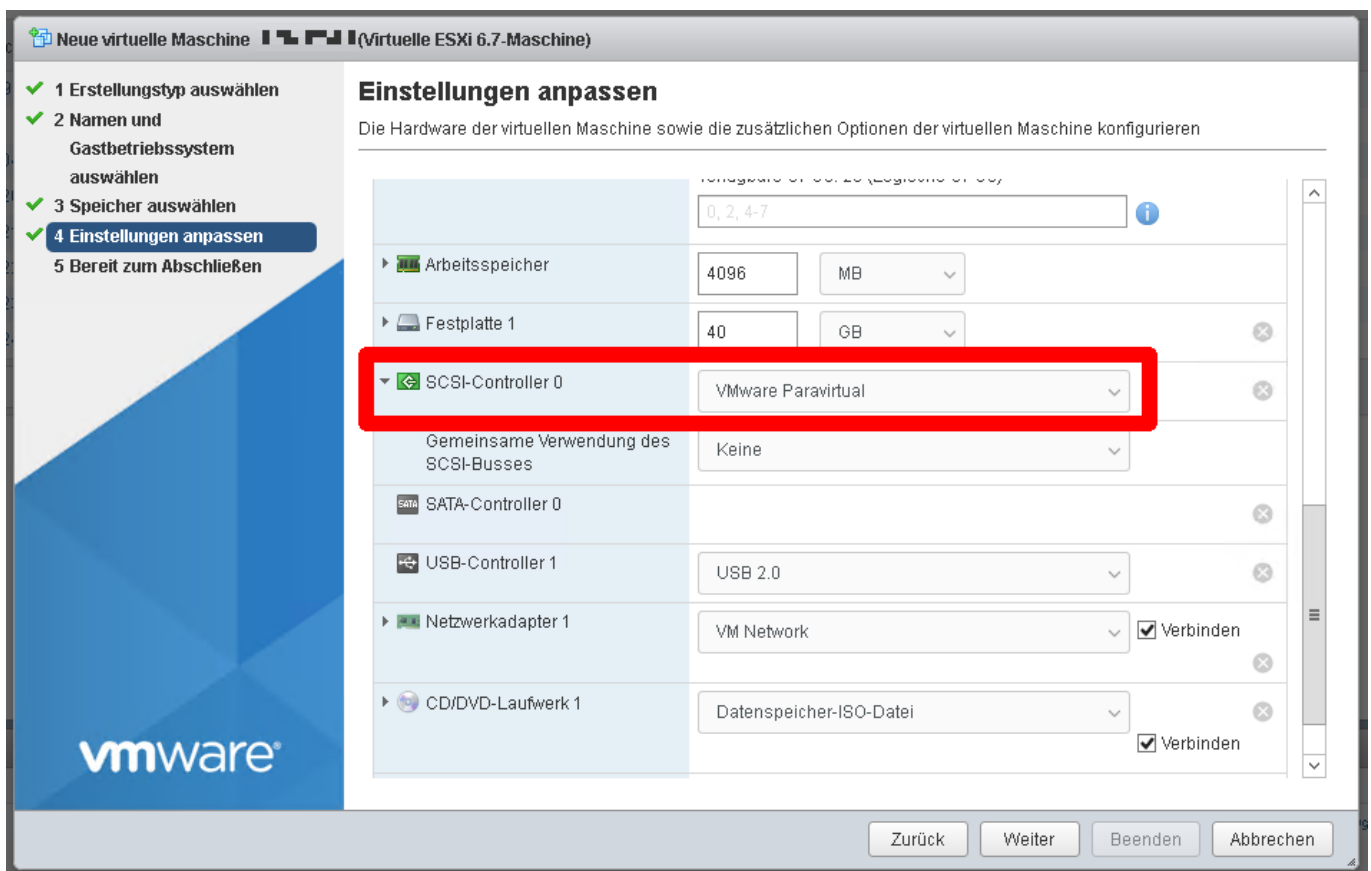 Neue virtuelle Maschine (Virtuelle ESXi 6.7-Maschine)
1 Erstellungstyp auswählen
2 Namen und
Gastbetriebssystem
auswählen
3 Speicher auswählen
4 Einstellungen anpassen
5 Bereit zum Abschließen
vmware®
Einstellungen anpassen
Die Hardware der virtuellen Maschine sowie die zusätzlichen Optionen der virtuellen Maschine konfigurieren
0, 2, 4-7
Arbeitsspeicher 4096 MB
Festplatte 1 40 GB
SCSI-Controller 0 VMware Paravirtual
Gemeinsame Verwendung des
SCSI-Busses Keine
SATA SATA-Controller 0
USB-Controller 1 USB 2.0
Netzwerkadapter 1 VM Network Verbinden
CD/DVD-Laufwerk 1 Datenspeicher-ISO-Datei
Verbinden
Zurück Weiter Beenden Abbrechen